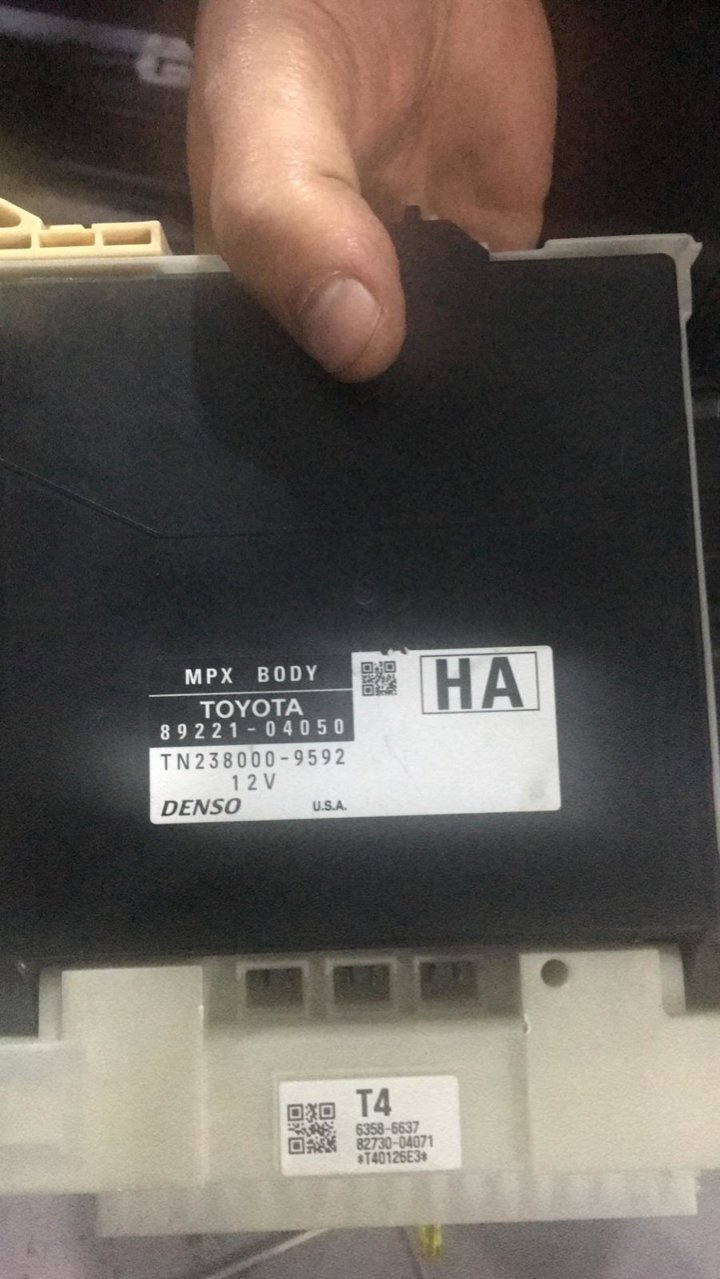 MPX BODY
TOYOTA
89221-04050
TN238000-9592
12V
DENSO U.S.A.
HA
T4
6358-6637
82730-04071
*T40126E3*